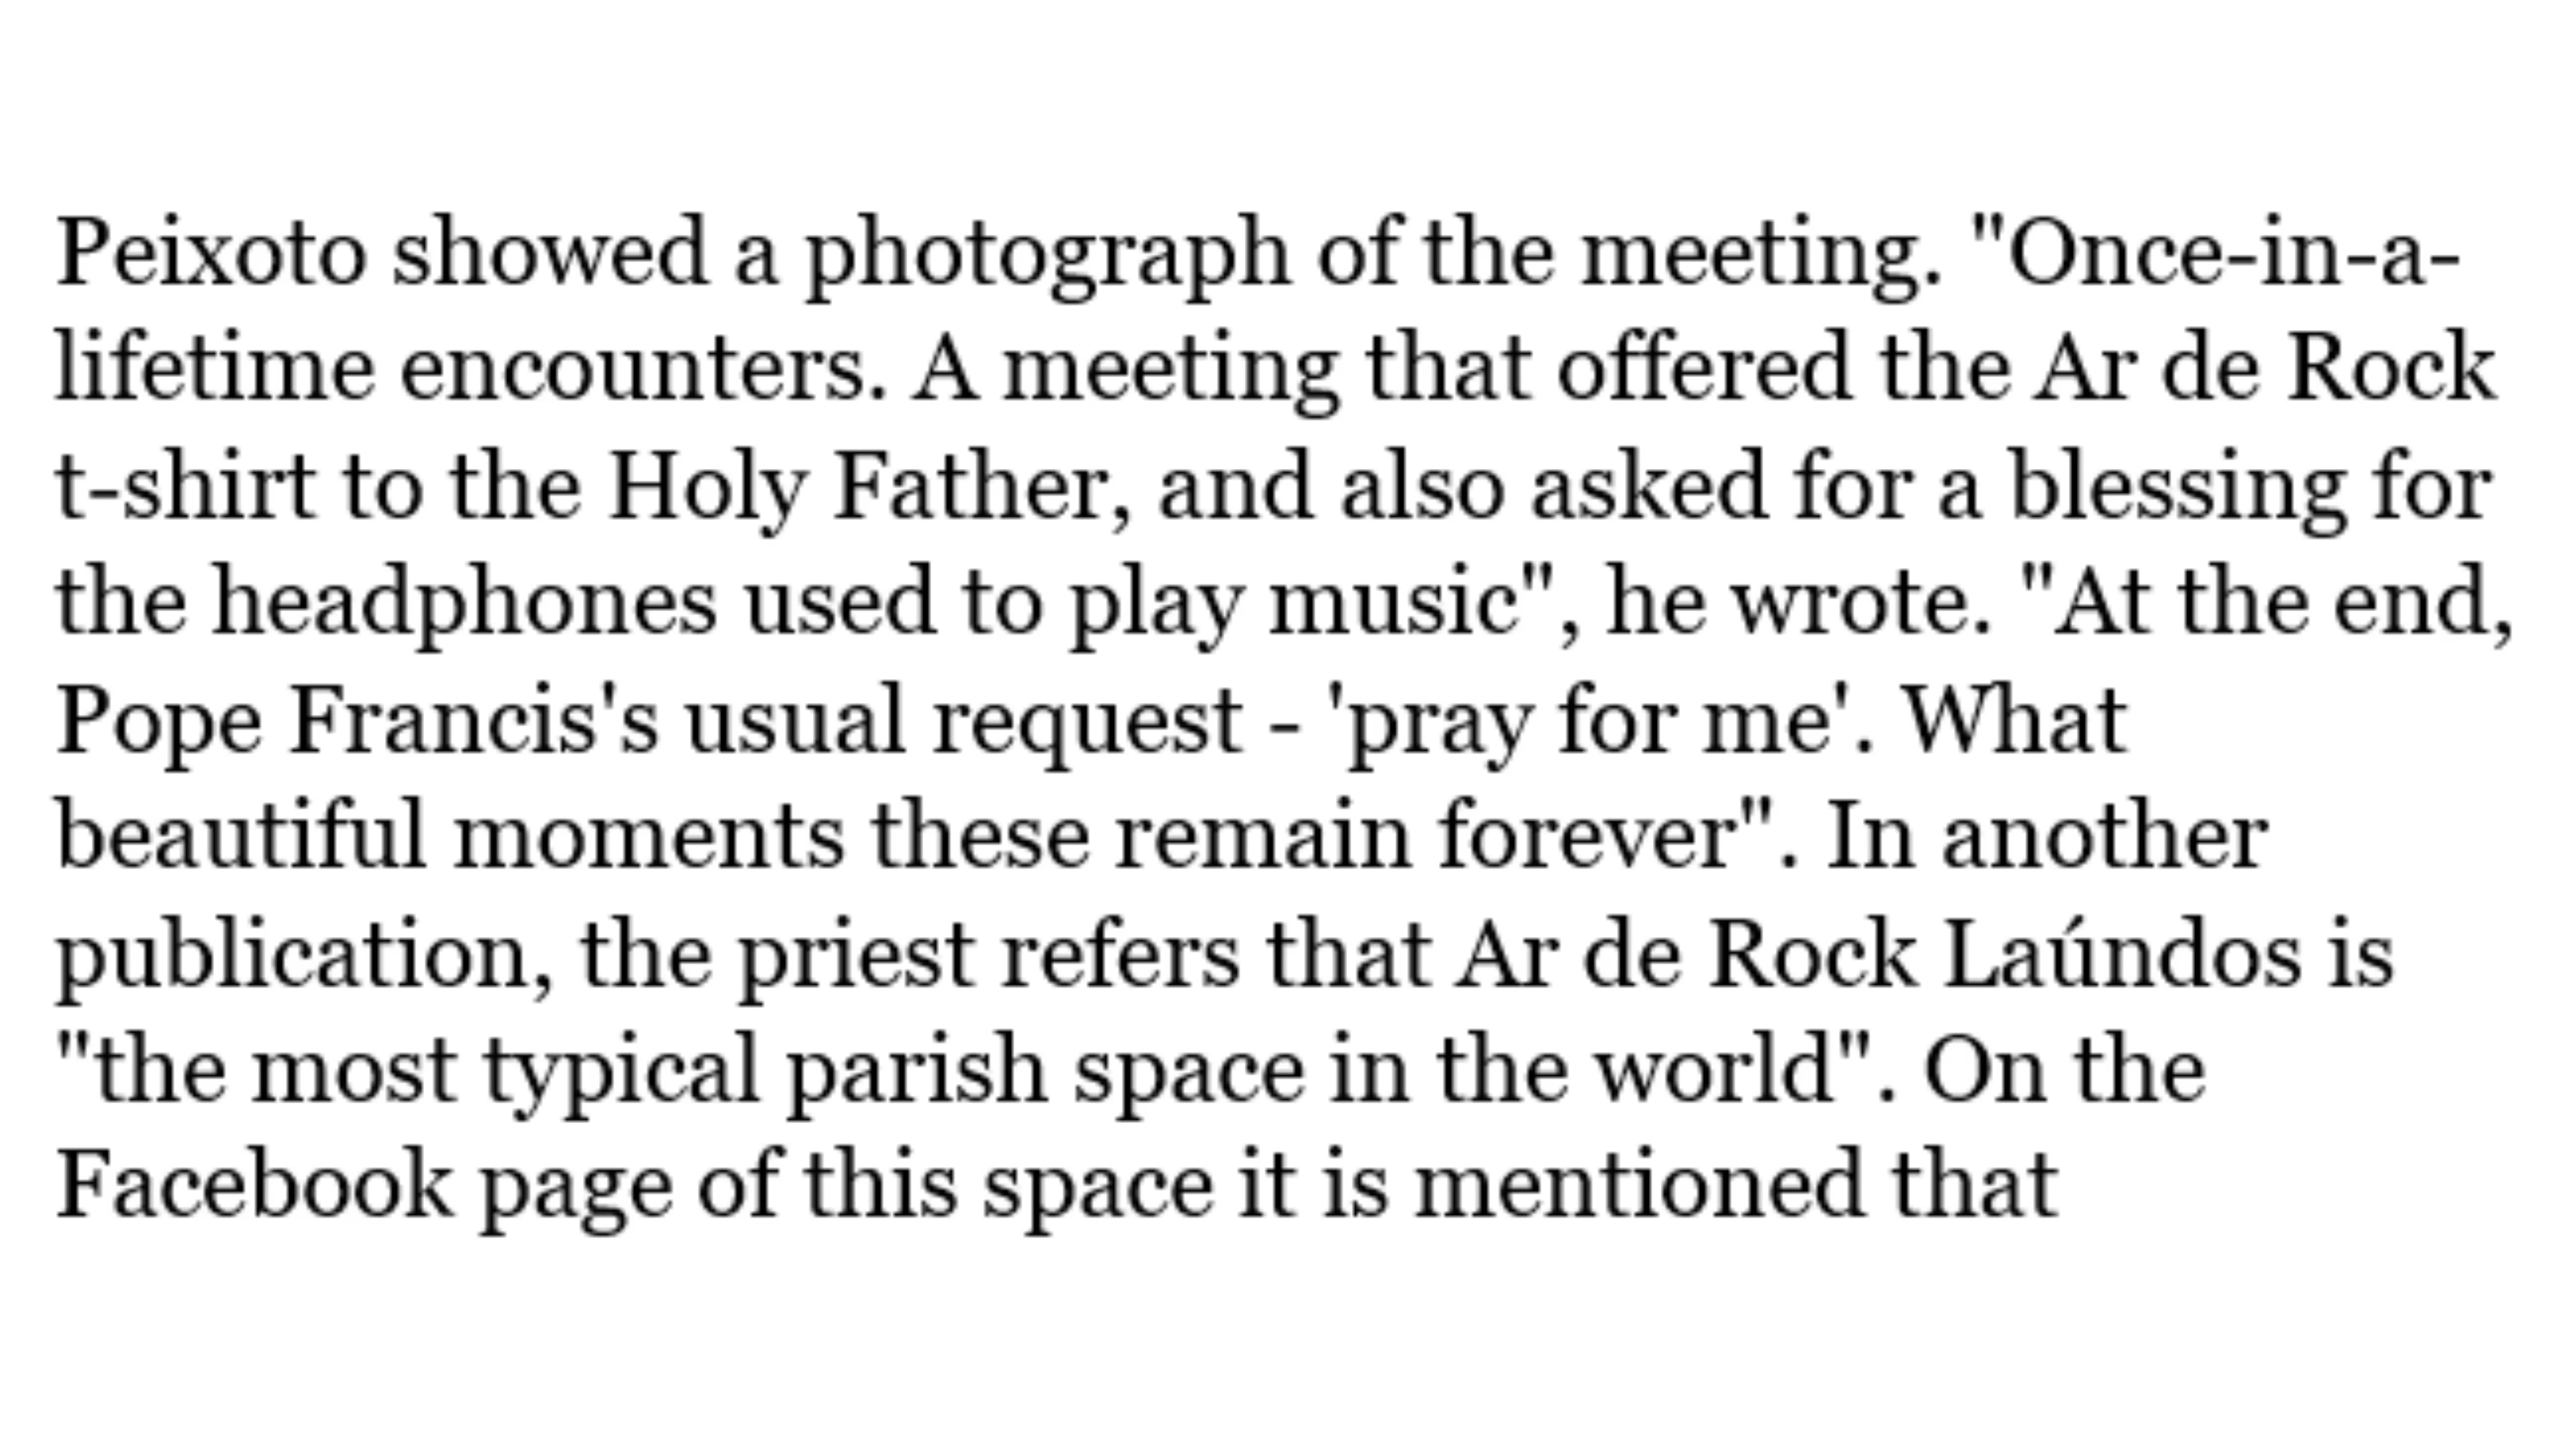 Peixoto showed a photograph of the meeting. "Once-in-a-
lifetime encounters. A meeting that offered the Ar de Rock
t-shirt to the Holy Father, and also asked for a blessing for
the headphones used to play music", he wrote. "At the end,
Pope Francis's usual request - 'pray for me'. What
beautiful moments these remain forever". In another
publication, the priest refers that Ar de Rock Laúndos is
"the most typical parish space in the world". On the
Facebook page of this space it is mentioned that